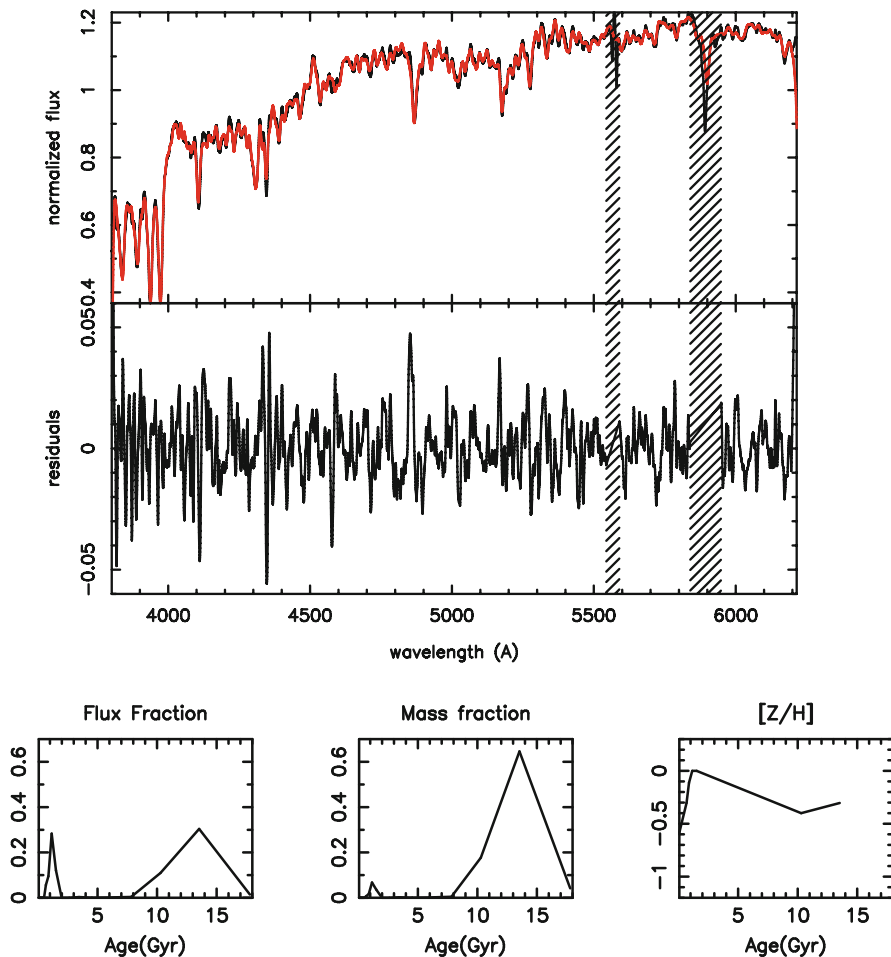 1.2
1
0.8
0.6
0.4
normalized flux
0.05
0
-0.05
residuals
4000 4500 5000 5500 6000
wavelength (A)
Flux Fraction
0.6
0.4
0.2
0
5 10 15
Age(Gyr)
Mass fraction
0.6
0.4
0.2
0
5 10 15
Age(Gyr)
[Z/H]
0
-0.5
-1
5 10 15
Age(Gyr)